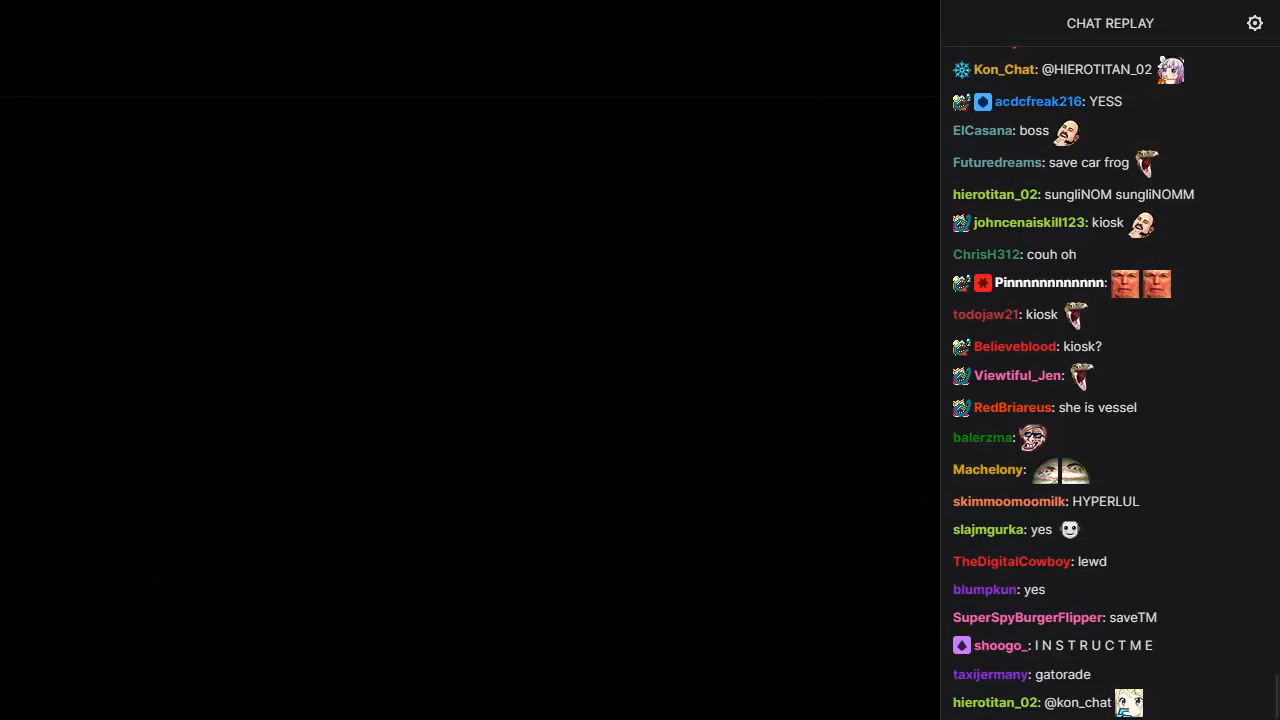 CHAT REPLAY
Kon_Chat: @HIEROTITAN_02
acdcfreak216: YESS
ElCasana: boss
Futuredreams: save car frog
hierotitan_02: sungliNOM sungliNOMM
johncenaiskill123: kiosk
ChrisH312: couh oh
Pinnnnnnnnnnnn:
todojaw21: kiosk
Believeblood: kiosk?
Viewtiful_Jen:
RedBriareus: she is vessel
balerzma:
Machelony:
skimmoomoomilk: HYPERLUL
slajmgurka: yes
TheDigitalCowboy: lewd
blumpkun: yes
SuperSpyBurgerFlipper: saveTM
shoogo_: I N S T R U C T M E
taxijermany: gatorade
hierotitan_02: @kon_chat